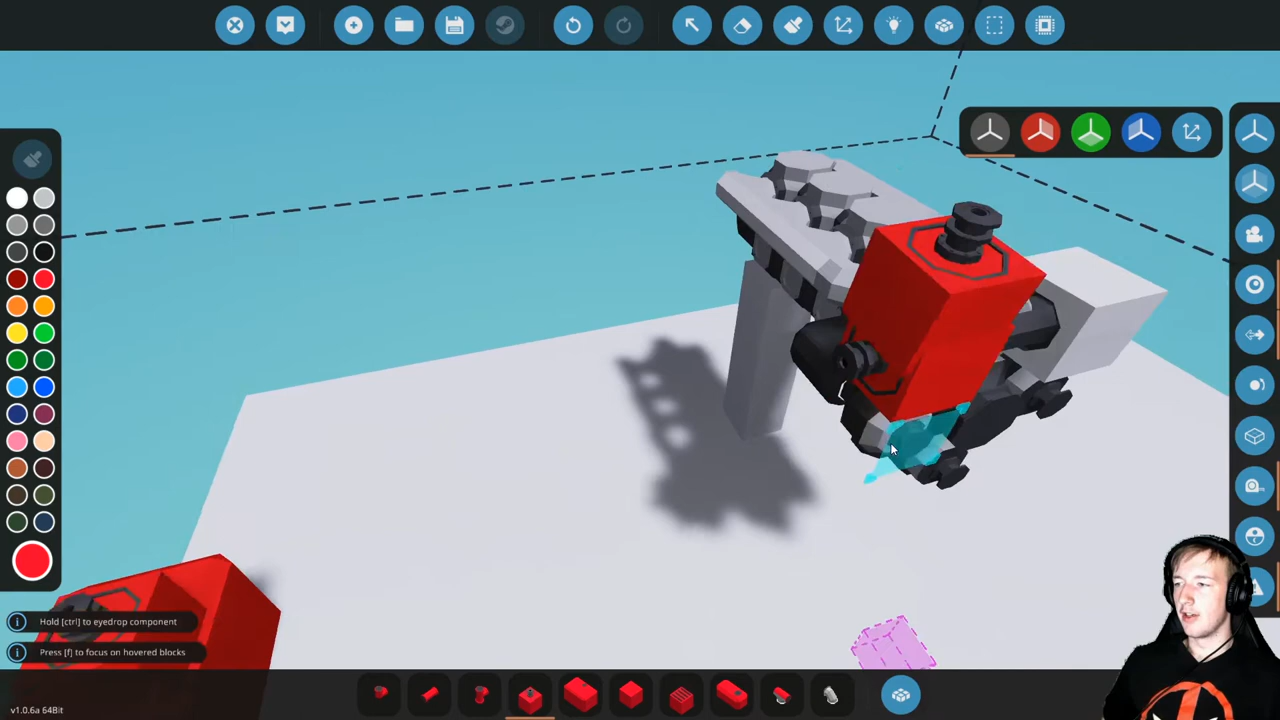 Hold [ctrl] to eyedrop component
Press [f] to focus on hovered blocks
v1.0.6a 64Bit